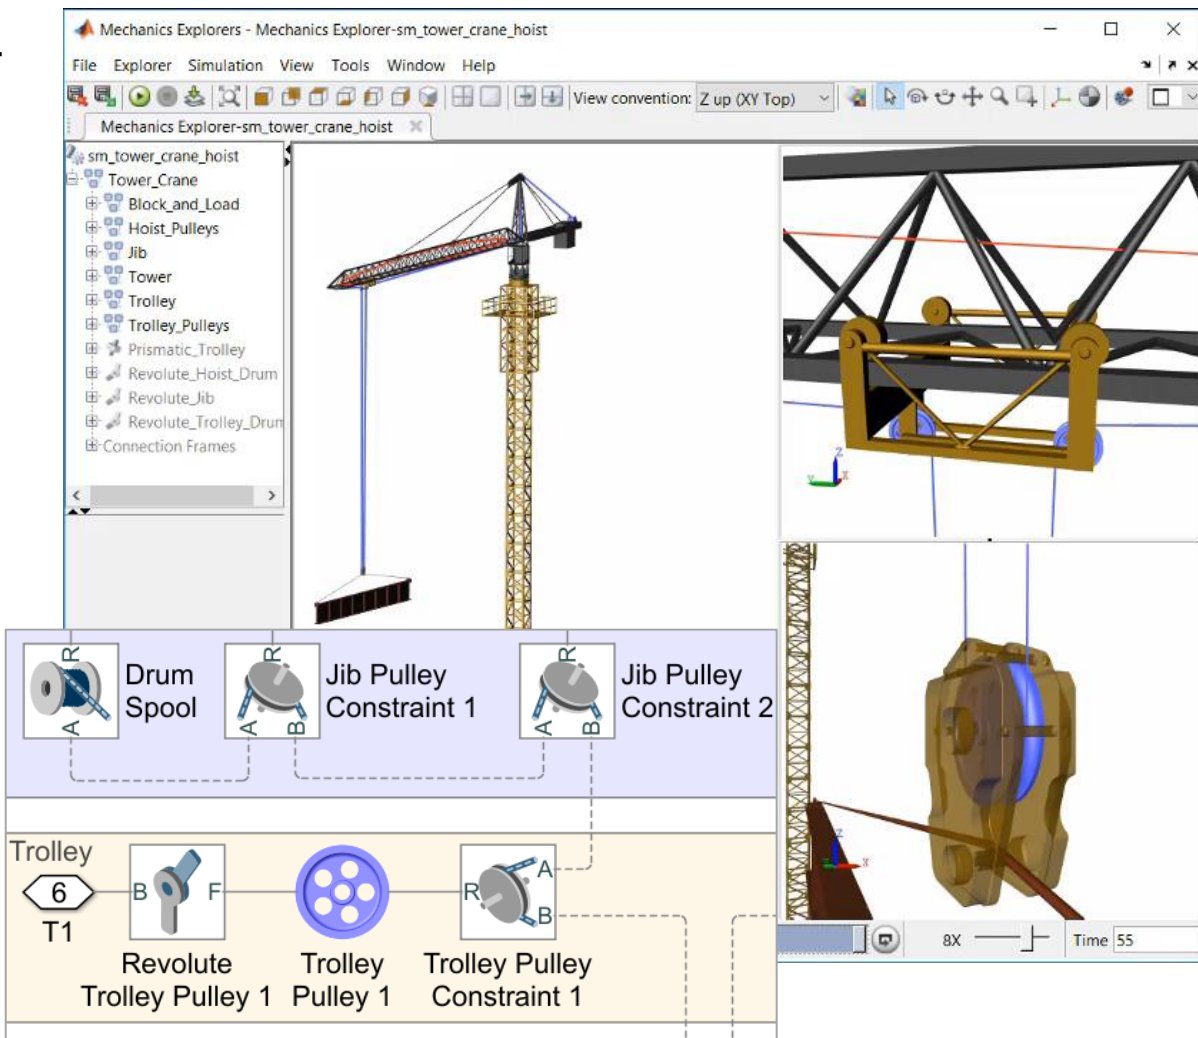 Mechanics Explorers - Mechanics Explorer-sm_tower_crane_hoist
File Explorer Simulation View Tools Window Help
View convention: Z up (XY Top)
Mechanics Explorer-sm_tower_crane_hoist
sm_tower_crane_hoist
Tower_Crane
Block_and_Load
Hoist_Pulleys
Jib
Tower
Trolley
Trolley_Pulleys
Prismatic_Trolley
Revolute_Hoist_Drum
Revolute_Jib
Revolute_Trolley_Drum
Connection Frames
Z
Y X
R R R
Drum Spool
Jib Pulley Constraint 1
Jib Pulley Constraint 2
A A B A B
Z
X
Trolley
6
T1
B F
R A
B
Revolute Trolley Pulley 1
Trolley Pulley 1
Trolley Pulley Constraint 1
8X Time 55